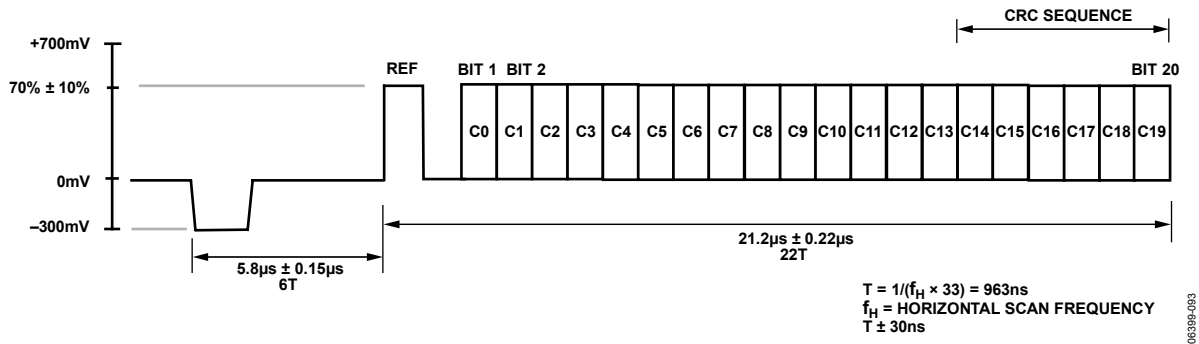 CRC SEQUENCE
+700mV
REF
BIT 1 BIT 2
BIT 20
70% ± 10%
C0 C1 C2 C3 C4 C5 C6 C7 C8 C9 C10 C11 C12 C13 C14 C15 C16 C17 C18 C19
0mV
–300mV
21.2µs ± 0.22µs
22T
5.8µs ± 0.15µs
6T
T = 1/(fH × 33) = 963ns
fH = HORIZONTAL SCAN FREQUENCY
T ± 30ns
06399-093